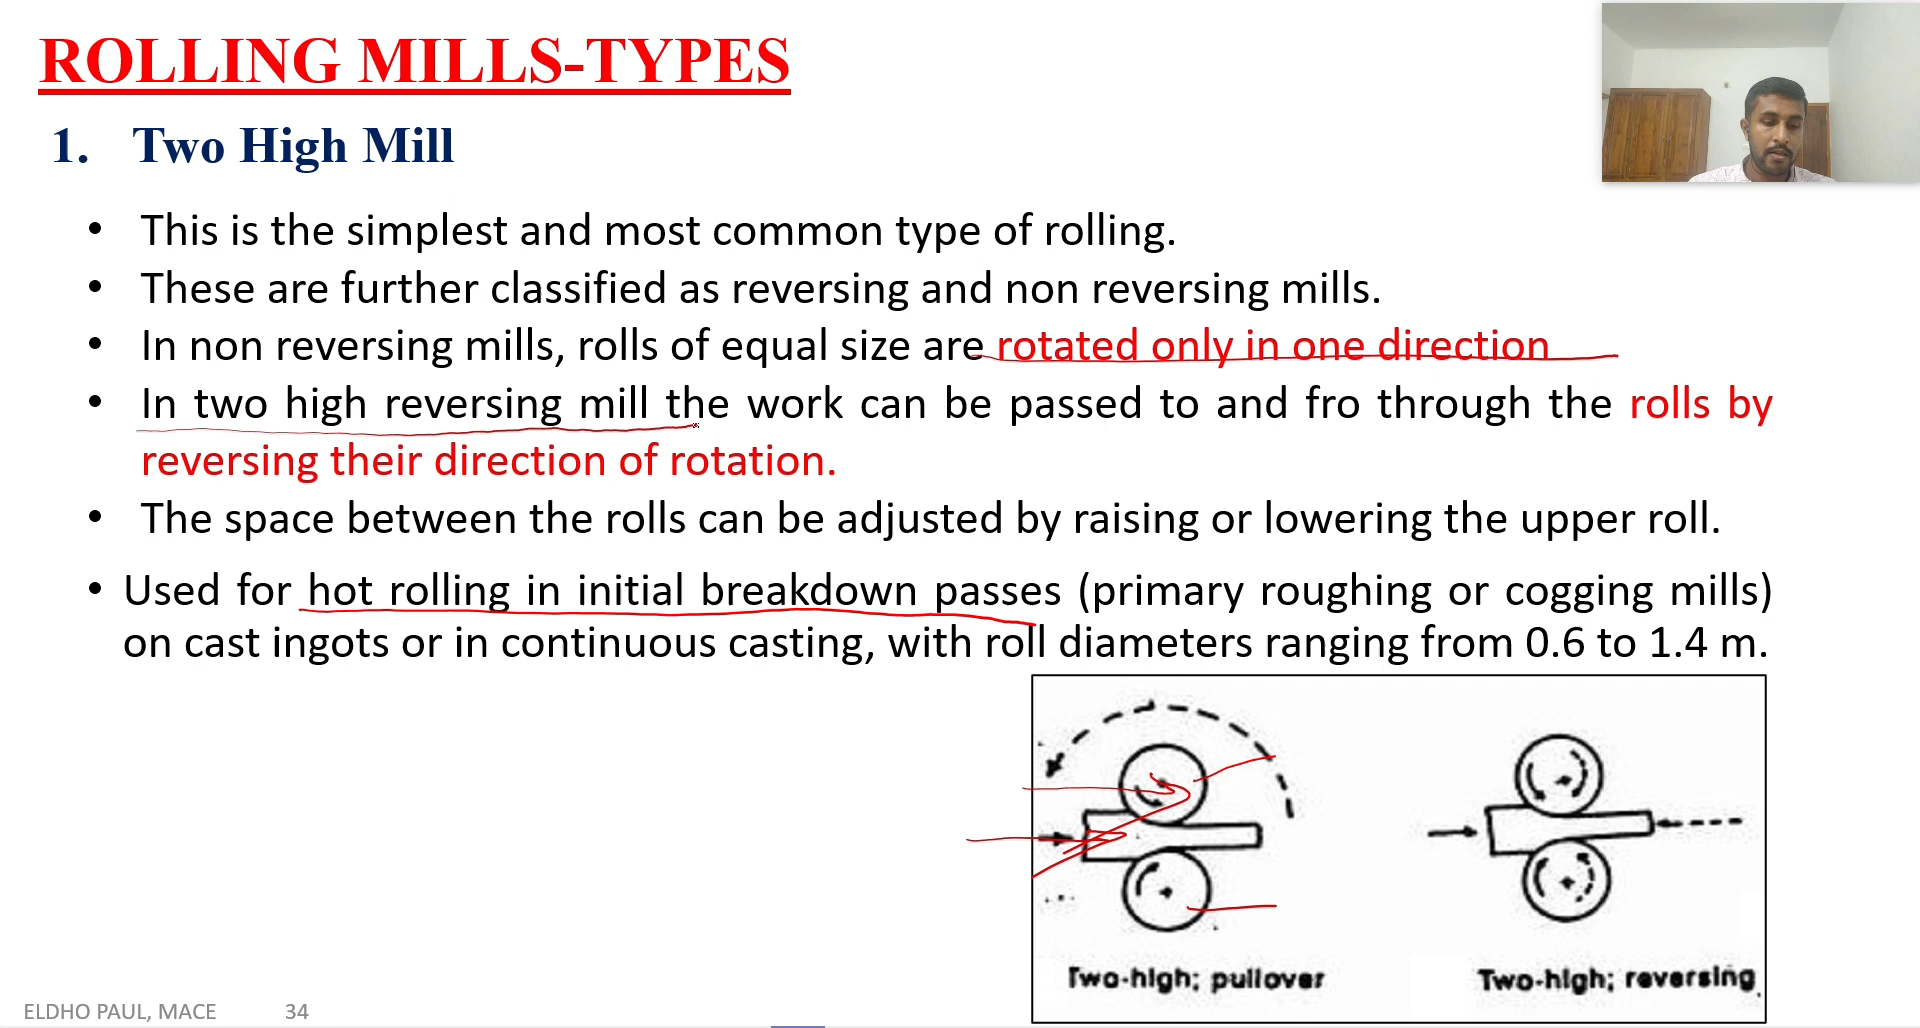 ROLLING MILLS-TYPES
1. Two High Mill
• This is the simplest and most common type of rolling.
• These are further classified as reversing and non reversing mills.
• In non reversing mills, rolls of equal size are rotated only in one direction
• In two high reversing mill the work can be passed to and fro through the rolls by
reversing their direction of rotation.
• The space between the rolls can be adjusted by raising or lowering the upper roll.
• Used for hot rolling in initial breakdown passes (primary roughing or cogging mills)
on cast ingots or in continuous casting, with roll diameters ranging from 0.6 to 1.4 m.
Two-high; pullover
Two-high; reversing
ELDHO PAUL, MACE
34